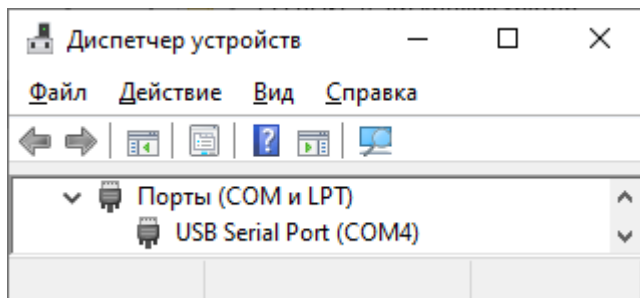 Диспетчер устройств
Файл Действие Вид Справка
Порты (COM и LPT)
USB Serial Port (COM4)